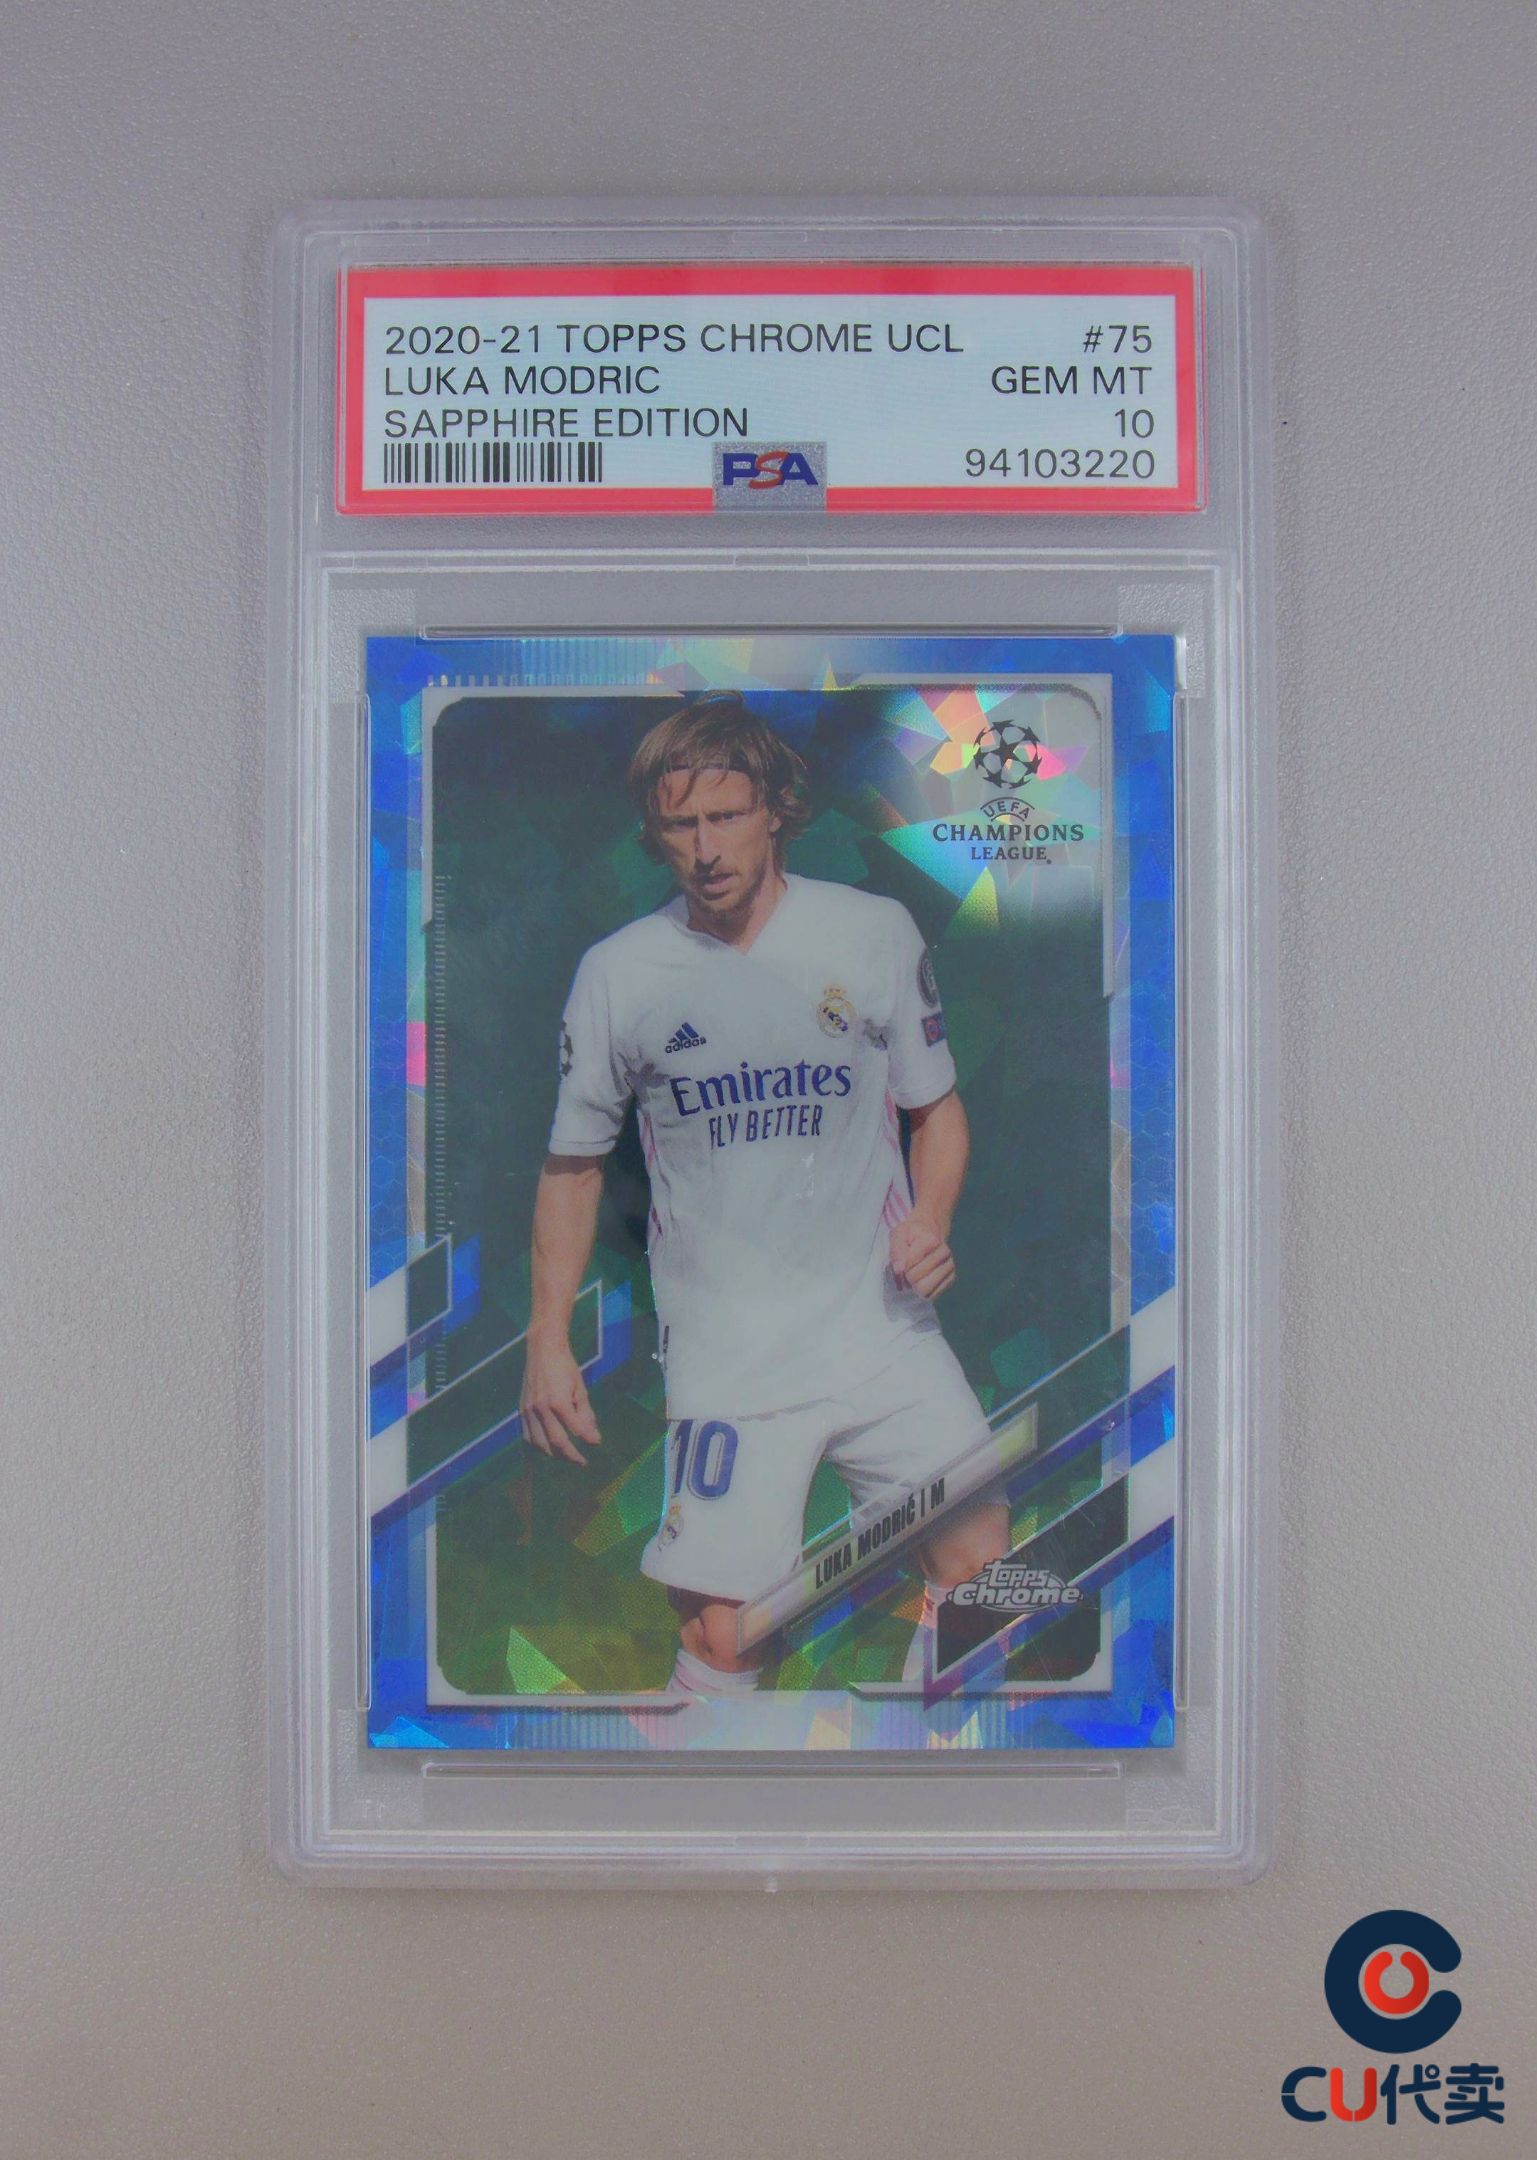 2020-21 TOPPS CHROME UCL #75
LUKA MODRIC GEM MT
SAPPHIRE EDITION 10
PSA 94103220
UEFA
CHAMPIONS
LEAGUE
adidas
Emirates
FLY BETTER
10
LUKA MODRIĆ | M
topps
Chrome
CU代卖